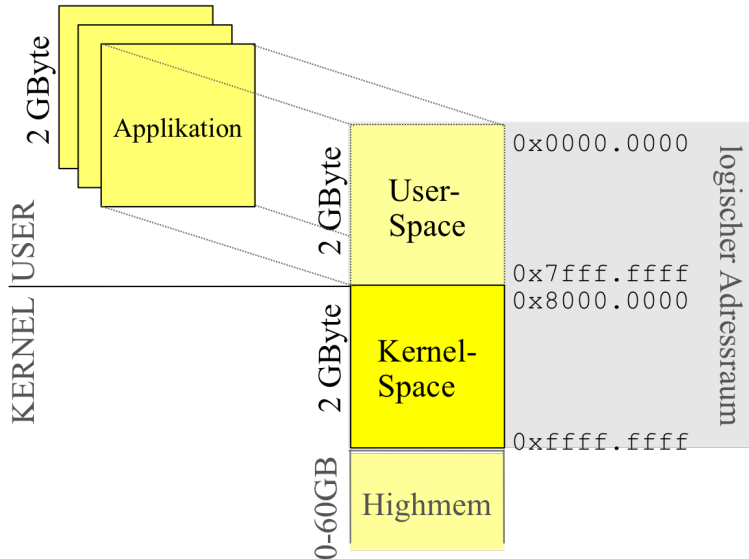 2 GByte
Applikation
USER
KERNEL
2 GByte
User-
Space
0x0000.0000
0x7fff.ffff
0x8000.0000
2 GByte
Kernel-
Space
0xffff.ffff
logischer Adressraum
0-60GB
Highmem